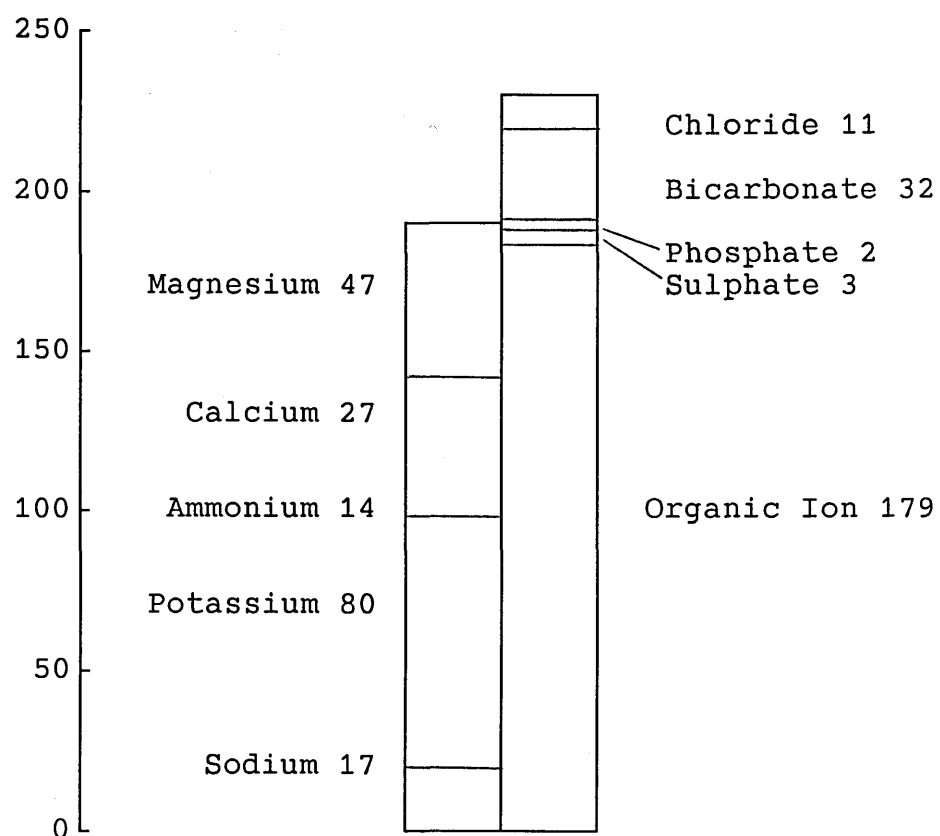 250
Chloride 11
200
Bicarbonate 32
Phosphate 2
Magnesium 47
Sulphate 3
150
Calcium 27
100
Ammonium 14
Organic Ion 179
Potassium 80
50
Sodium 17
0